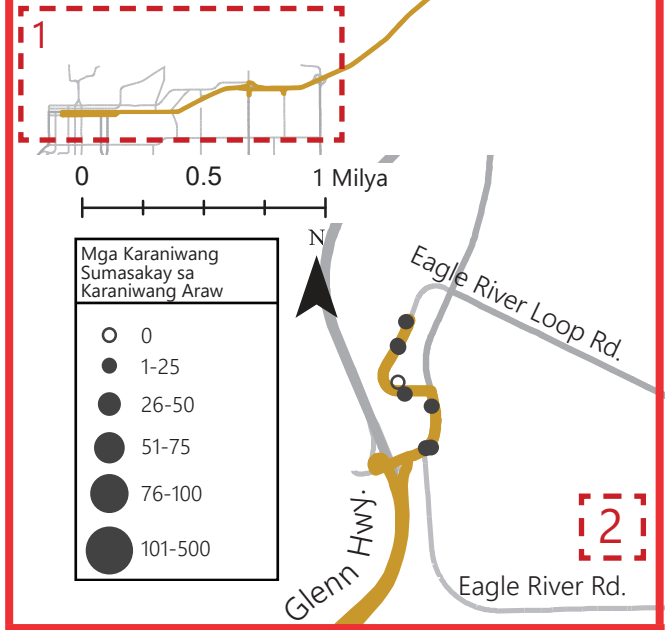 1
0 0.5 1 Milya
Mga Karaniwang
Sumasakay sa
Karaniwang Araw
0
1-25
26-50
51-75
76-100
101-500
N
Eagle River Loop Rd.
Glenn Hwy.
2
Eagle River Rd.